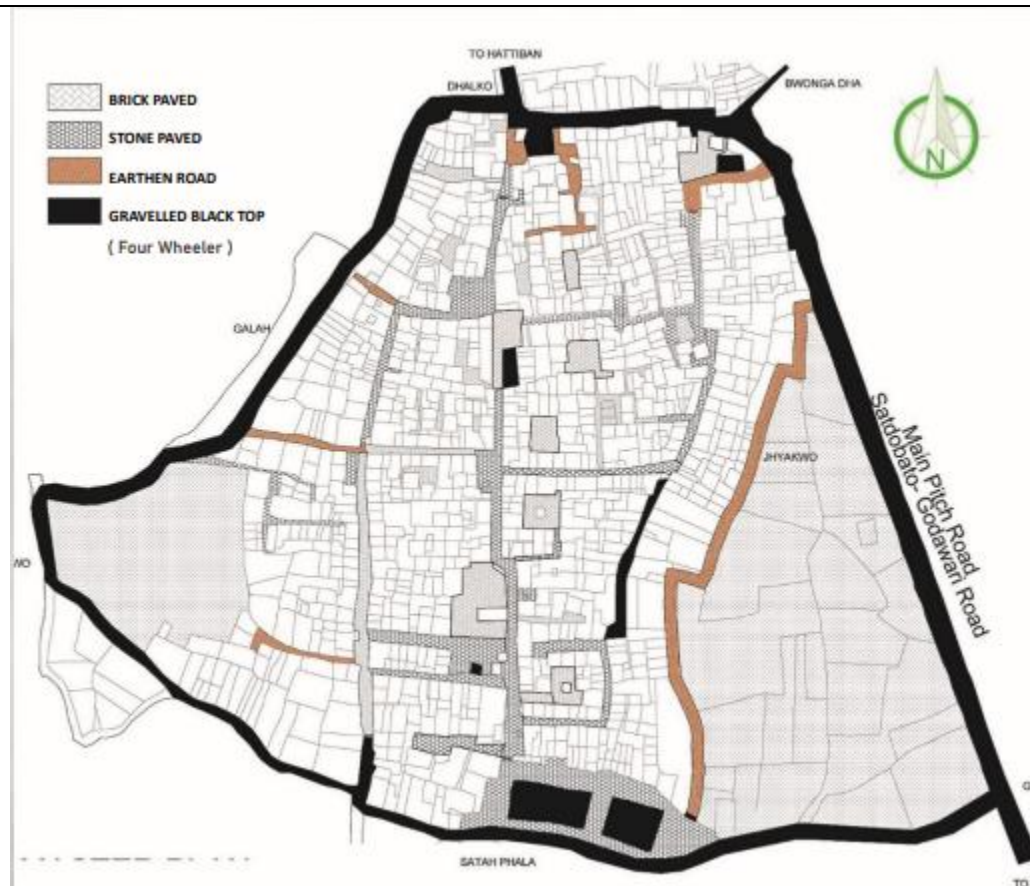 TO HATTIBAN
DHALKO
BWONGA DHA
BRICK PAVED
STONE PAVED
EARTHEN ROAD
GRAVELLED BLACK TOP
( Four Wheeler )
N
GALAH
JHYAKWO
Main Pitch Road
Satdobato- Godawari Road
WO
SATAH PHALA
TO